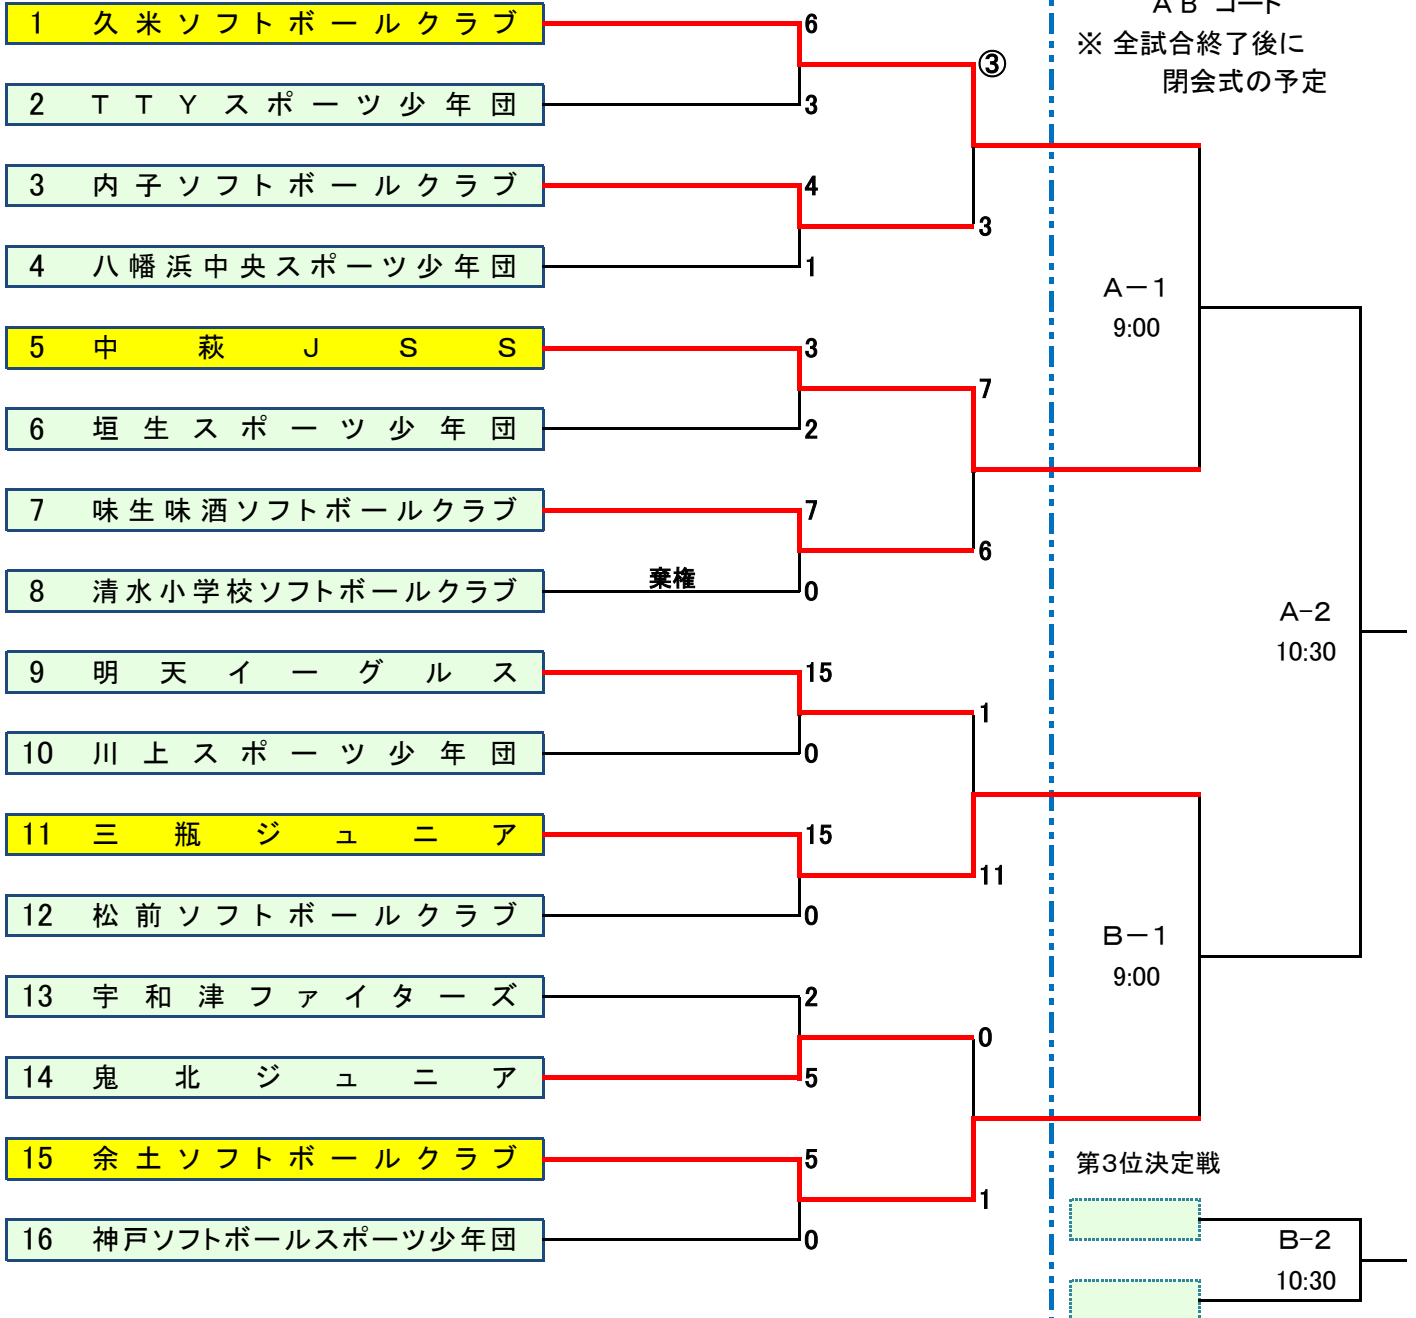 ＡＢ コート
※ 全試合終了後に
閉会式の予定
1 久米ソフトボールクラブ 6
③
2 ＴＴＹスポーツ少年団 3
3 内子ソフトボールクラブ 4
3
4 八幡浜中央スポーツ少年団 1
Ａ－1
9:00
5 中萩ＪＳＳ 3
7
6 垣生スポーツ少年団 2
7 味生味酒ソフトボールクラブ 7
6
棄権
8 清水小学校ソフトボールクラブ 0
A-2
10:30
9 明天イーグルス 15
1
10 川上スポーツ少年団 0
11 三瓶ジュニア 15
11
12 松前ソフトボールクラブ 0
Ｂ－1
9:00
13 宇和津ファイターズ 2
0
14 鬼北ジュニア 5
15 余土ソフトボールクラブ 5
第3位決定戦
1
16 神戸ソフトボールスポーツ少年団 0
B-2
10:30